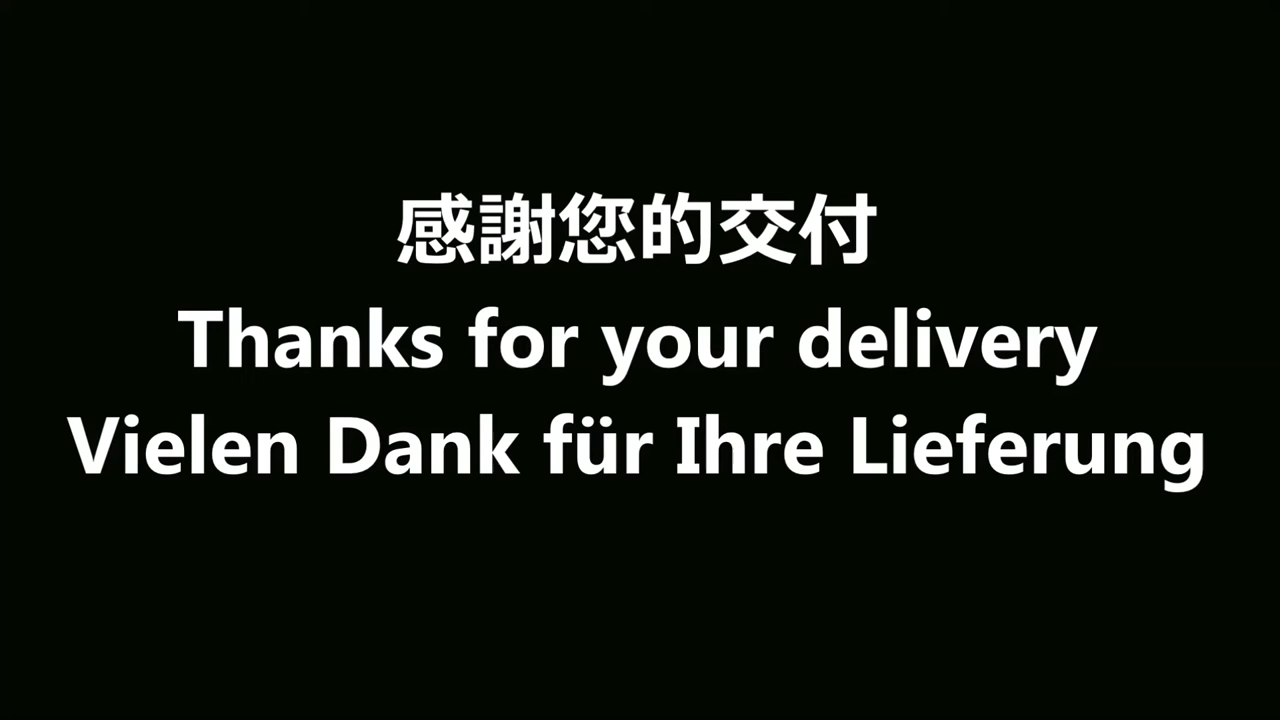 感謝您的交付
Thanks for your delivery
Vielen Dank für Ihre Lieferung